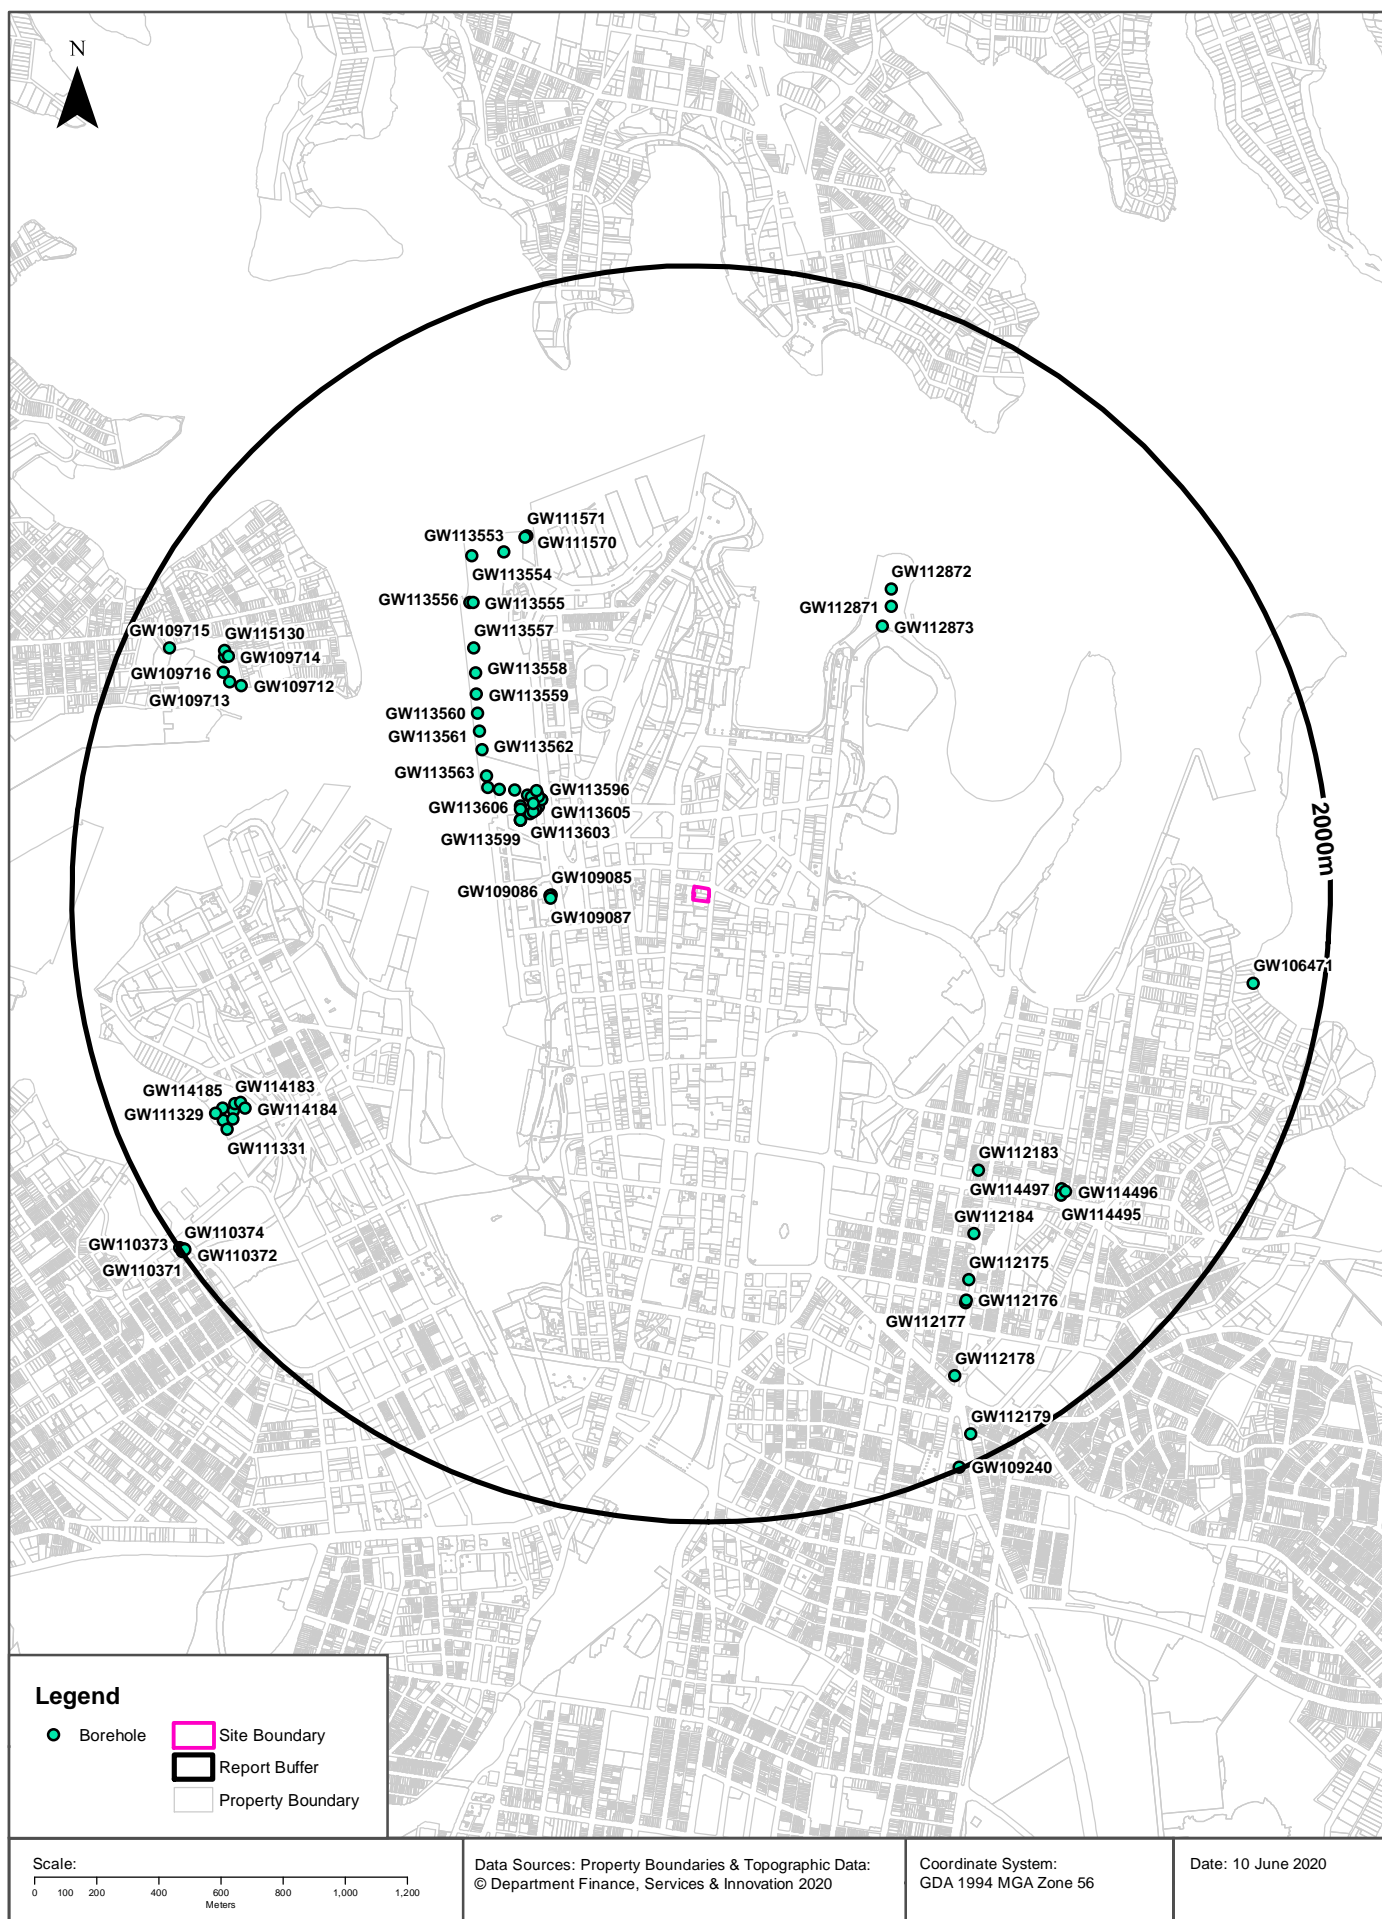 N
GW111571
GW113553
GW111570
GW113554
GW113556
GW113555
GW112872
GW112871
GW112873
GW109715
GW115130
GW113557
GW109714
GW109716
GW113558
GW109712
GW109713
GW113559
GW113560
GW113561
GW113562
GW113563
GW113596
GW113606
GW113605
GW113603
GW113599
2000m
GW109085
GW109086
GW109087
GW106471
GW114185
GW114183
GW111329
GW114184
GW111331
GW112183
GW114497
GW114496
GW114495
GW112184
GW110374
GW110373
GW110372
GW110371
GW112175
GW112176
GW112177
GW112178
GW112179
GW109240
Legend
Borehole
Site Boundary
Report Buffer
Property Boundary
Scale:
0 100 200 400 600 800 1,000 1,200
Meters
Data Sources: Property Boundaries & Topographic Data:
© Department Finance, Services & Innovation 2020
Coordinate System:
GDA 1994 MGA Zone 56
Date: 10 June 2020